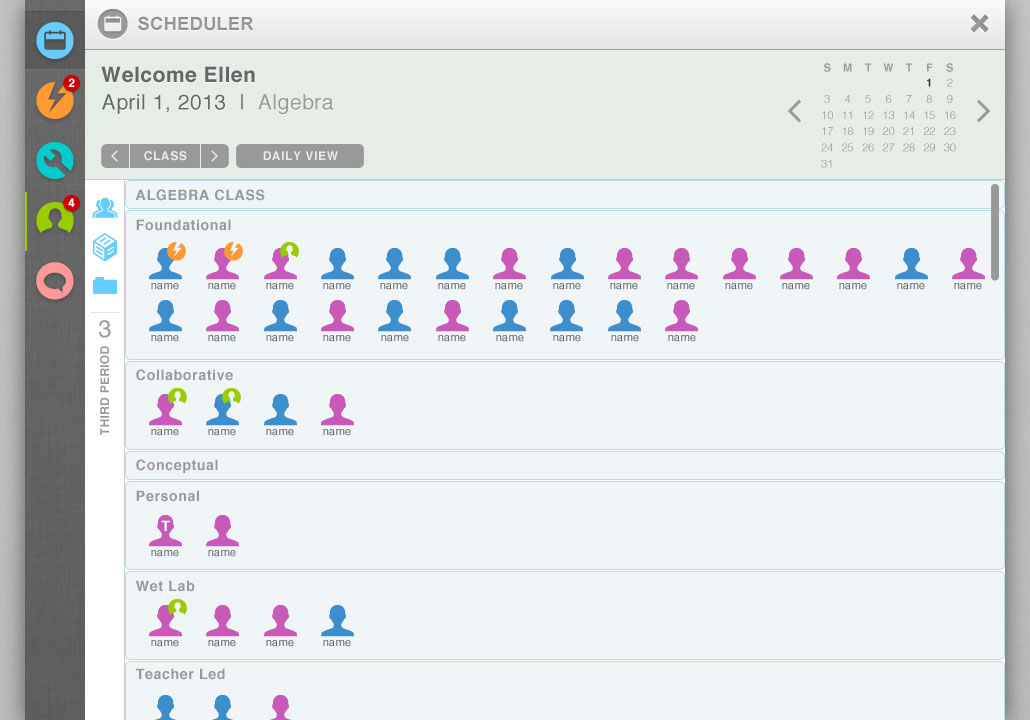 SCHEDULER
2
4
Welcome Ellen
April 1, 2013 | Algebra
CLASS
DAILY VIEW
S M T W T F S
1 2
3 4 5 6 7 8 9
10 11 12 13 14 15 16
17 18 19 20 21 22 23
24 25 26 27 28 29 30
31
3
THIRD PERIOD
ALGEBRA CLASS
Foundational
name name name name name name name name name name name name name name name
name name name name name name name name name name
Collaborative
name name name name
Conceptual
Personal
T
name name
Wet Lab
name name name name
Teacher Led